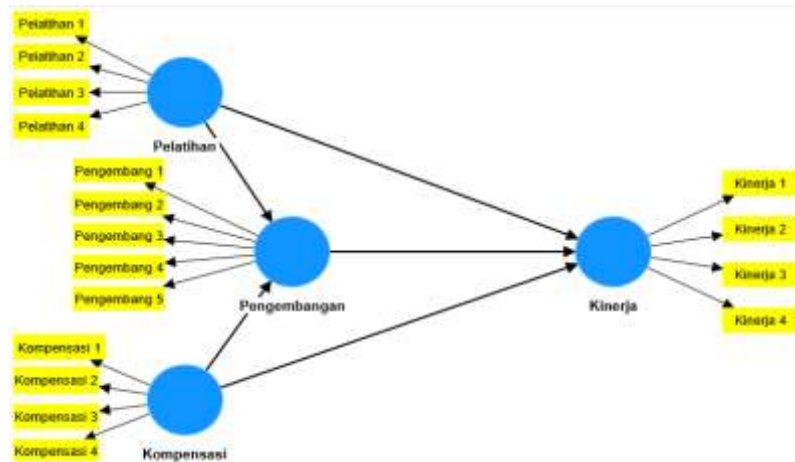 Pelatihan 1
Pelatihan 2
Pelatihan 3
Pelatihan 4
Pelatihan
Pengembang 1
Pengembang 2
Pengembang 3
Pengembang 4
Pengembang 5
Pengembangan
Kompensasi 1
Kompensasi 2
Kompensasi 3
Kompensasi 4
Kompensasi
Kinerja 1
Kinerja 2
Kinerja 3
Kinerja 4
Kinerja